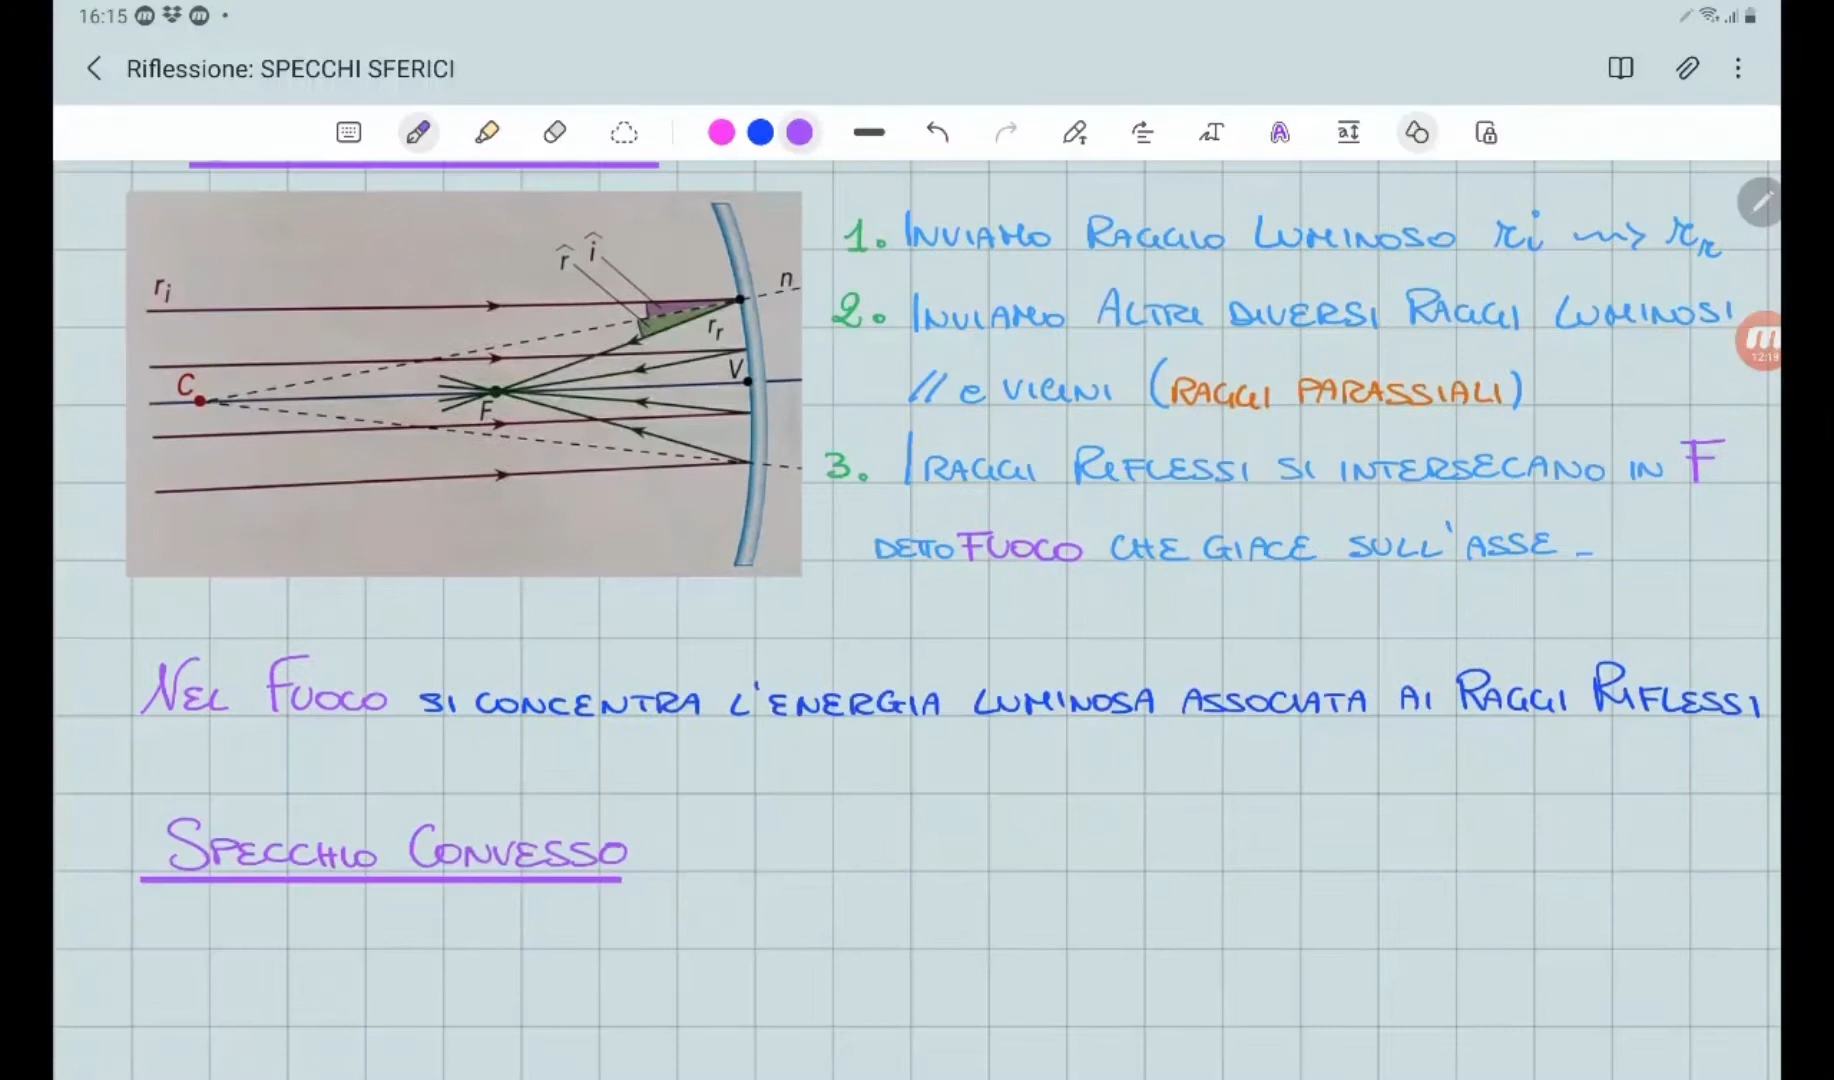 16:15
Riflessione: SPECCHI SFERICI
1. INVIAMO RAGGIO LUMINOSO ri ⇝ rr
2. INVIAMO ALTRI DIVERSI RAGGI LUMINOSI
// e VICINI (RAGGI PARASSIALI)
3. I RAGGI RIFLESSI SI INTERSECANO IN F
DETTO FUOCO CHE GIACE SULL'ASSE -
ri
r̂ î
n
rr
V
C
F
12:19
NEL FUOCO SI CONCENTRA L'ENERGIA LUMINOSA ASSOCIATA AI RAGGI RIFLESSI
SPECCHIO CONVESSO